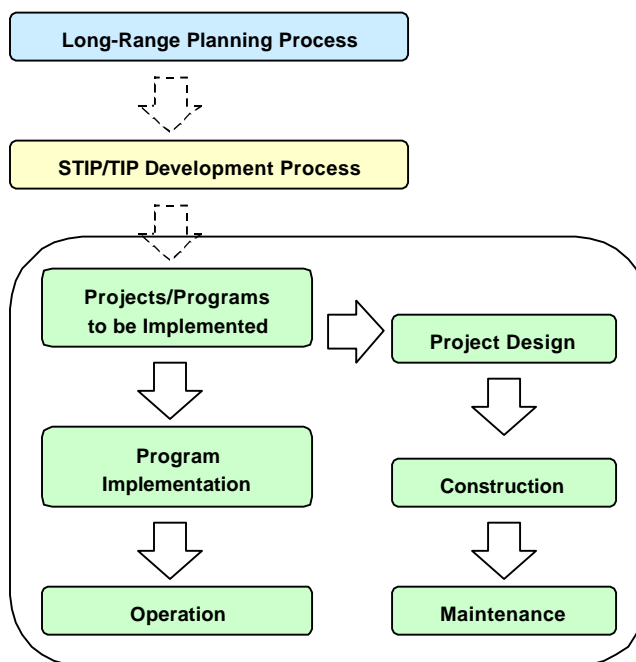 Long-Range Planning Process
STIP/TIP Development Process
Projects/Programs
to be Implemented
Project Design
Program
Implementation
Construction
Operation
Maintenance